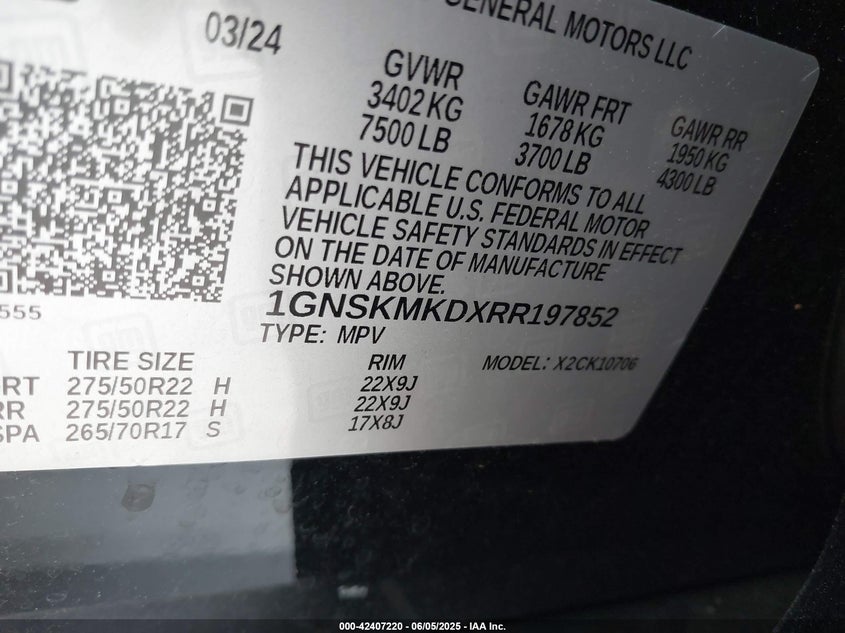 GENERAL MOTORS LLC
03/24
GVWR GAWR FRT GAWR RR
3402 KG 1678 KG 1950 KG
7500 LB 3700 LB 4300 LB
THIS VEHICLE CONFORMS TO ALL
APPLICABLE U.S. FEDERAL MOTOR
VEHICLE SAFETY STANDARDS IN EFFECT
ON THE DATE OF MANUFACTURE
SHOWN ABOVE.
555 1GNSKMKDXRR197852
TYPE: MPV
TIRE SIZE RIM MODEL: X2CK10706
RT 275/50R22 H 22X9J
RR 275/50R22 H 22X9J
SPA 265/70R17 S 17X8J
000-42407220 - 06/05/2025 - IAA Inc.